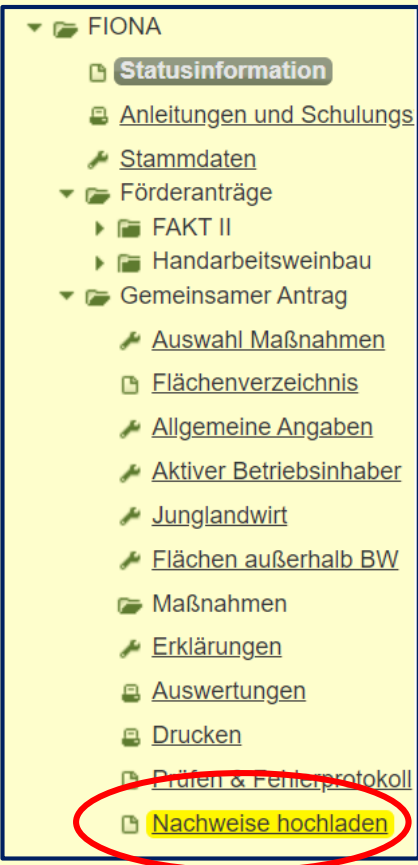 FIONA
Statusinformation
Anleitungen und Schulungs
Stammdaten
Förderanträge
FAKT II
Handarbeitsweinbau
Gemeinsamer Antrag
Auswahl Maßnahmen
Flächenverzeichnis
Allgemeine Angaben
Aktiver Betriebsinhaber
Junglandwirt
Flächen außerhalb BW
Maßnahmen
Erklärungen
Auswertungen
Drucken
Prüfen & Fehlerprotokoll
Nachweise hochladen